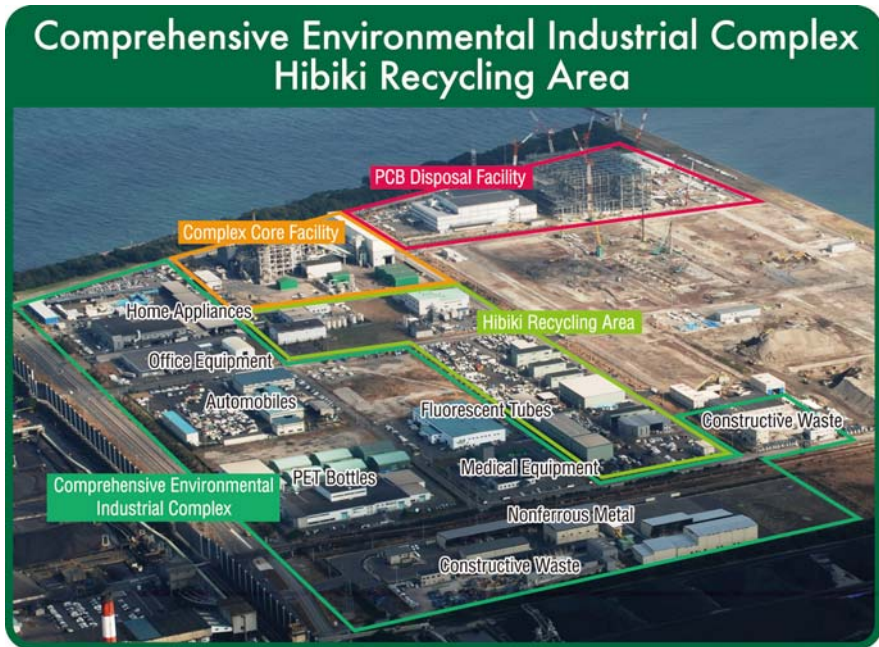 Comprehensive Environmental Industrial Complex
Hibiki Recycling Area
PCB Disposal Facility
Complex Core Facility
Home Appliances
Hibiki Recycling Area
Office Equipment
Automobiles
Fluorescent Tubes
Constructive Waste
Medical Equipment
PET Bottles
Comprehensive Environmental
Industrial Complex
Nonferrous Metal
Constructive Waste